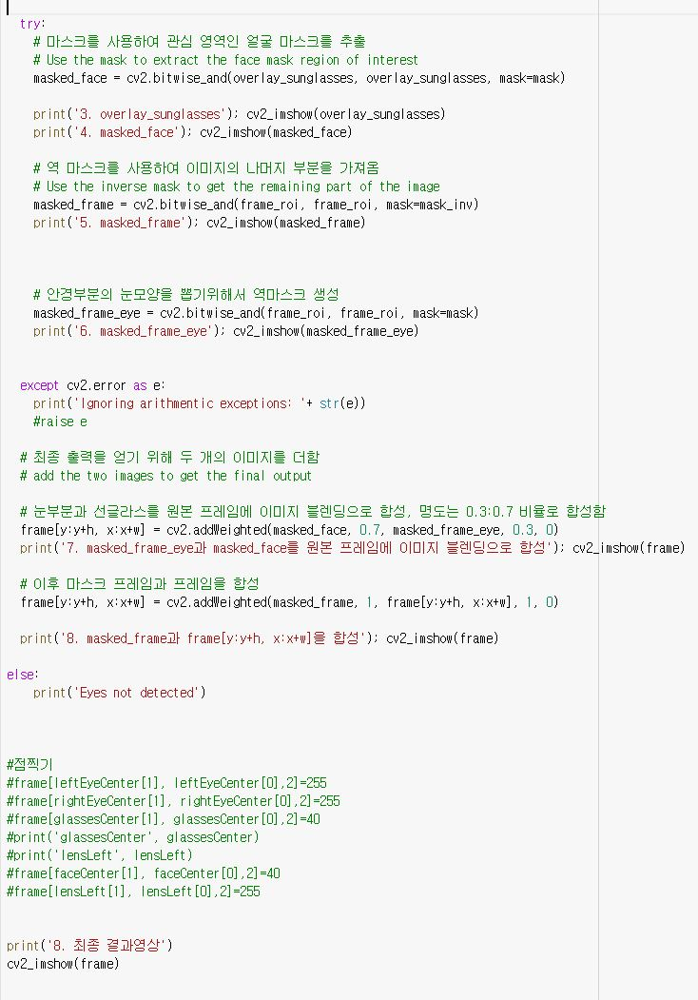 try:
# 마스크를 사용하여 관심 영역인 얼굴 마스크를 추출
# Use the mask to extract the face mask region of interest
masked_face = cv2.bitwise_and(overlay_sunglasses, overlay_sunglasses, mask=mask)
print('3. overlay_sunglasses'); cv2_imshow(overlay_sunglasses)
print('4. masked_face'); cv2_imshow(masked_face)
# 역 마스크를 사용하여 이미지의 나머지 부분을 가져옴
# Use the inverse mask to get the remaining part of the image
masked_frame = cv2.bitwise_and(frame_roi, frame_roi, mask=mask_inv)
print('5. masked_frame'); cv2_imshow(masked_frame)
# 안경부분의 눈모양을 뽑기위해서 역마스크 생성
masked_frame_eye = cv2.bitwise_and(frame_roi, frame_roi, mask=mask)
print('6. masked_frame_eye'); cv2_imshow(masked_frame_eye)
except cv2.error as e:
print('Ignoring arithmentic exceptions: '+ str(e))
#raise e
# 최종 출력을 얻기 위해 두 개의 이미지를 더함
# add the two images to get the final output
# 눈부분과 선글라스를 원본 프레임에 이미지 블렌딩으로 합성, 명도는 0.3:0.7 비율로 합성함
frame[y:y+h, x:x+w] = cv2.addWeighted(masked_face, 0.7, masked_frame_eye, 0.3, 0)
print('7. masked_frame_eye과 masked_face를 원본 프레임에 이미지 블렌딩으로 합성'); cv2_imshow(frame)
# 이후 마스크 프레임과 프레임을 합성
frame[y:y+h, x:x+w] = cv2.addWeighted(masked_frame, 1, frame[y:y+h, x:x+w], 1, 0)
print('8. masked_frame과 frame[y:y+h, x:x+w]을 합성'); cv2_imshow(frame)
else:
print('Eyes not detected')
#점찍기
#frame[leftEyeCenter[1], leftEyeCenter[0],2]=255
#frame[rightEyeCenter[1], rightEyeCenter[0],2]=255
#frame[glassesCenter[1], glassesCenter[0],2]=40
#print('glassesCenter', glassesCenter)
#print('lensLeft', lensLeft)
#frame[faceCenter[1], faceCenter[0],2]=40
#frame[lensLeft[1], lensLeft[0],2]=255
print('8. 최종 결과영상')
cv2_imshow(frame)